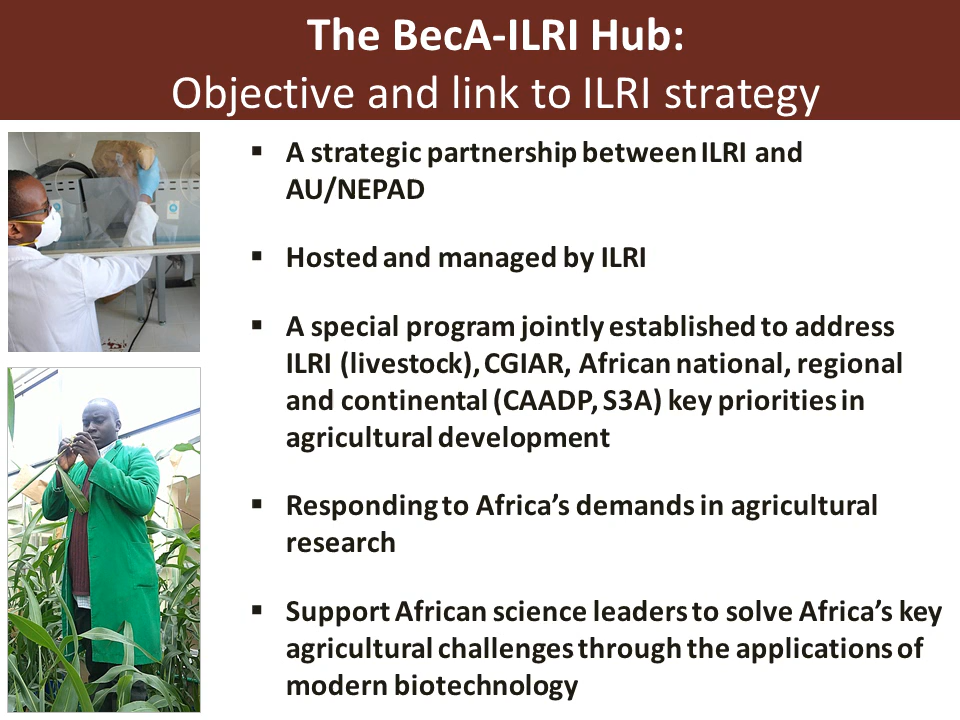 The BecA-ILRI Hub:
Objective and link to ILRI strategy
▪ A strategic partnership between ILRI and
AU/NEPAD
▪ Hosted and managed by ILRI
▪ A special program jointly established to address
ILRI (livestock), CGIAR, African national, regional
and continental (CAADP, S3A) key priorities in
agricultural development
▪ Responding to Africa’s demands in agricultural
research
▪ Support African science leaders to solve Africa’s key
agricultural challenges through the applications of
modern biotechnology